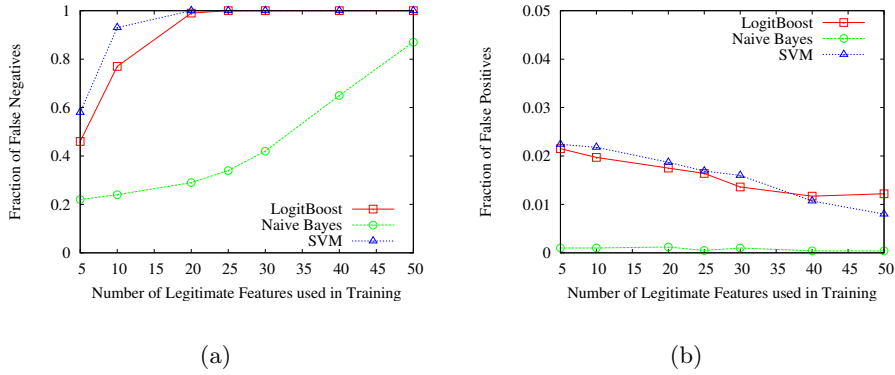 1
0.8
0.6
0.4
0.2
0
Fraction of False Negatives
5 10 15 20 25 30 35 40 45 50
Number of Legitimate Features used in Training
LogitBoost
Naive Bayes
SVM
(a)
0.05
0.04
0.03
0.02
0.01
0
Fraction of False Positives
5 10 15 20 25 30 35 40 45 50
Number of Legitimate Features used in Training
LogitBoost
Naive Bayes
SVM
(b)